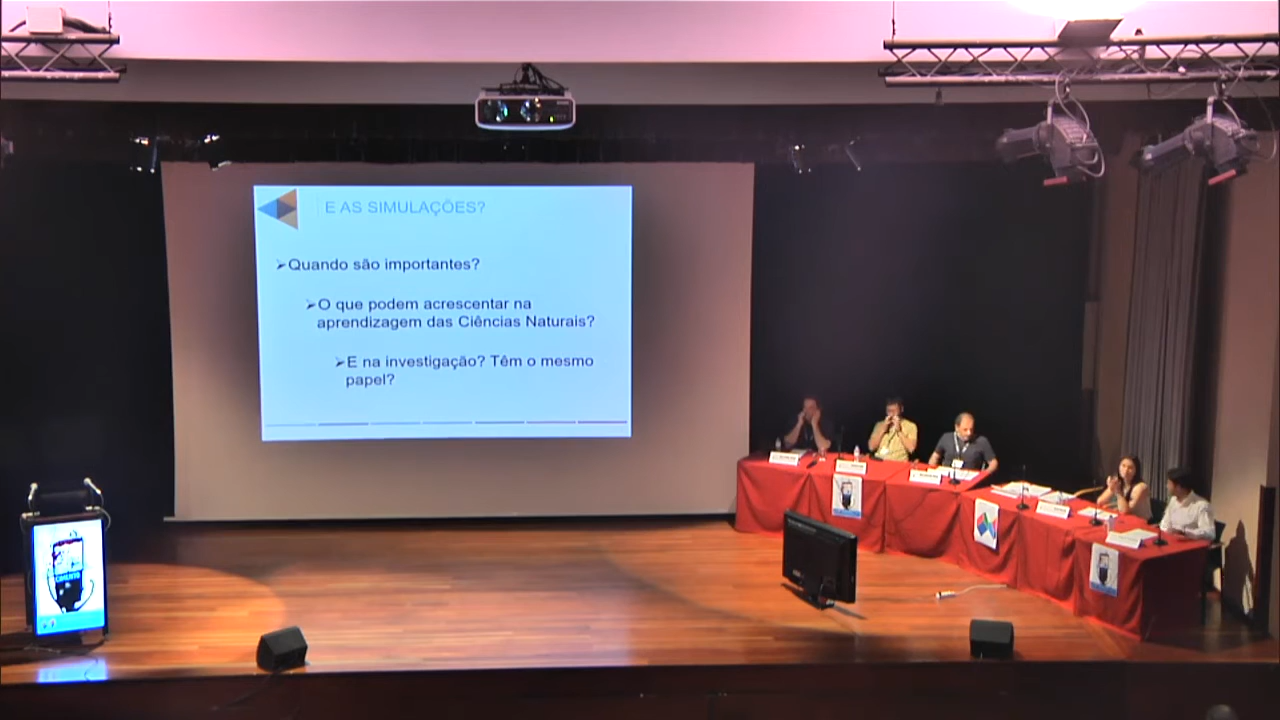 E AS SIMULAÇÕES?
➢Quando são importantes?
➢O que podem acrescentar na
aprendizagem das Ciências Naturais?
➢E na investigação? Têm o mesmo
papel?